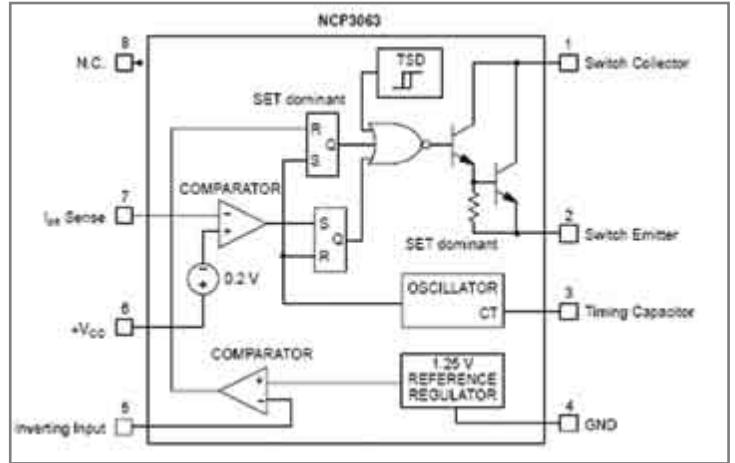 NCP3063
8
N.C.
TSD
1
Switch Collector
SET dominant
R
Q
S
7
COMPARATOR
Ipk Sense
-
+
S
Q
R
2
Switch Emitter
SET dominant
-
+
0.2 V
6
+VCC
OSCILLATOR
CT
3
Timing Capacitor
COMPARATOR
+
-
1.25 V
REFERENCE
REGULATOR
4
GND
5
Inverting Input